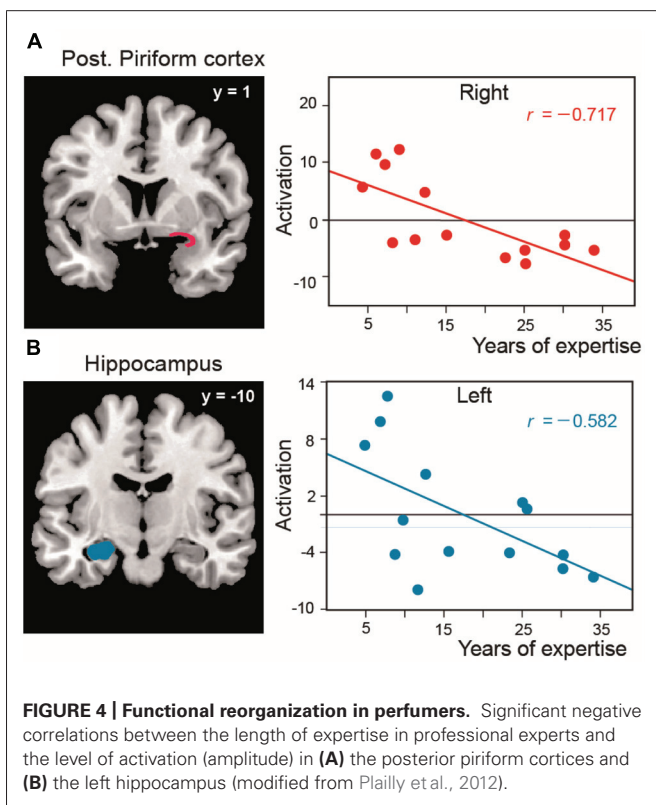 A
Post. Piriform cortex
y = 1
Right
r = −0.717
Activation
20
10
0
-10
5 15 25 35
Years of expertise
B
Hippocampus
y = -10
Left
r = −0.582
Activation
14
8
2
-4
-10
5 15 25 35
Years of expertise
FIGURE 4 | Functional reorganization in perfumers. Significant negative
correlations between the length of expertise in professional experts and
the level of activation (amplitude) in (A) the posterior piriform cortices and
(B) the left hippocampus (modified from Plailly et al., 2012).